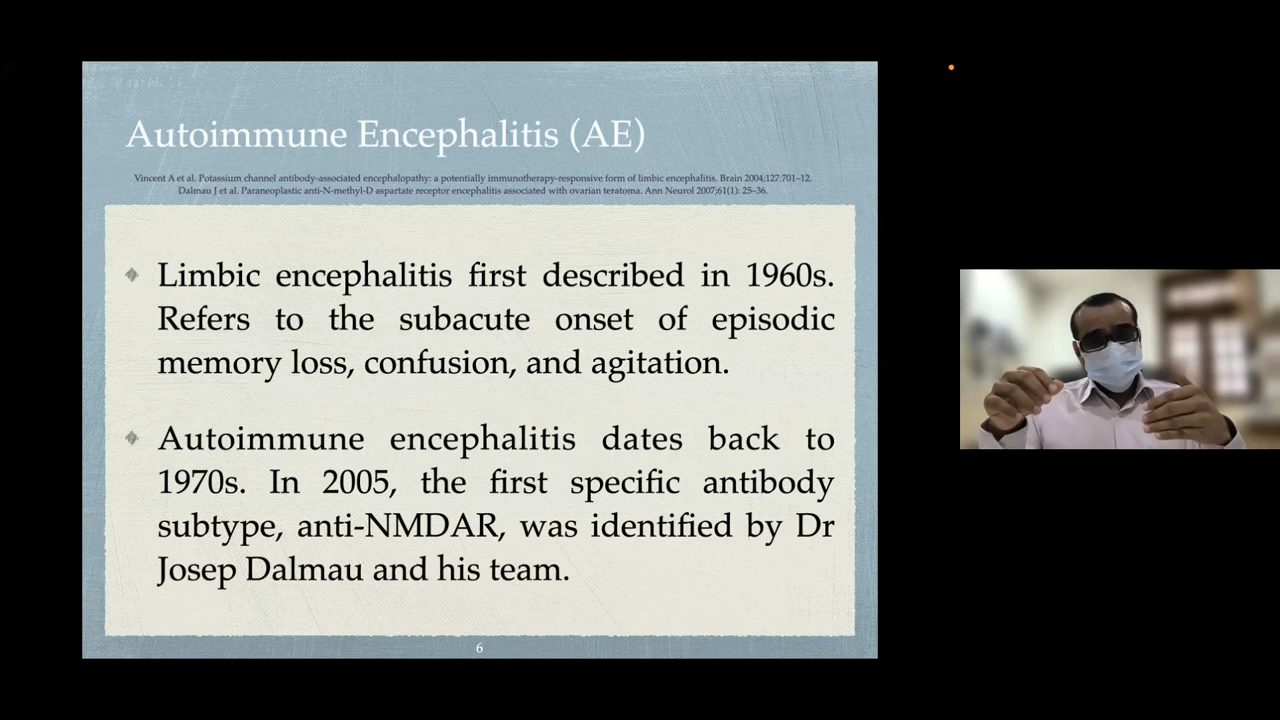 Autoimmune Encephalitis (AE)
Vincent A et al. Potassium channel antibody-associated encephalopathy: a potentially immunotherapy-responsive form of limbic encephalitis. Brain 2004;127:701–12.
Dalmau J et al. Paraneoplastic anti-N-methyl-D aspartate receptor encephalitis associated with ovarian teratoma. Ann Neurol 2007;61(1): 25–36.
Limbic encephalitis first described in 1960s.
Refers to the subacute onset of episodic
memory loss, confusion, and agitation.
Autoimmune encephalitis dates back to
1970s. In 2005, the first specific antibody
subtype, anti-NMDAR, was identified by Dr
Josep Dalmau and his team.
6